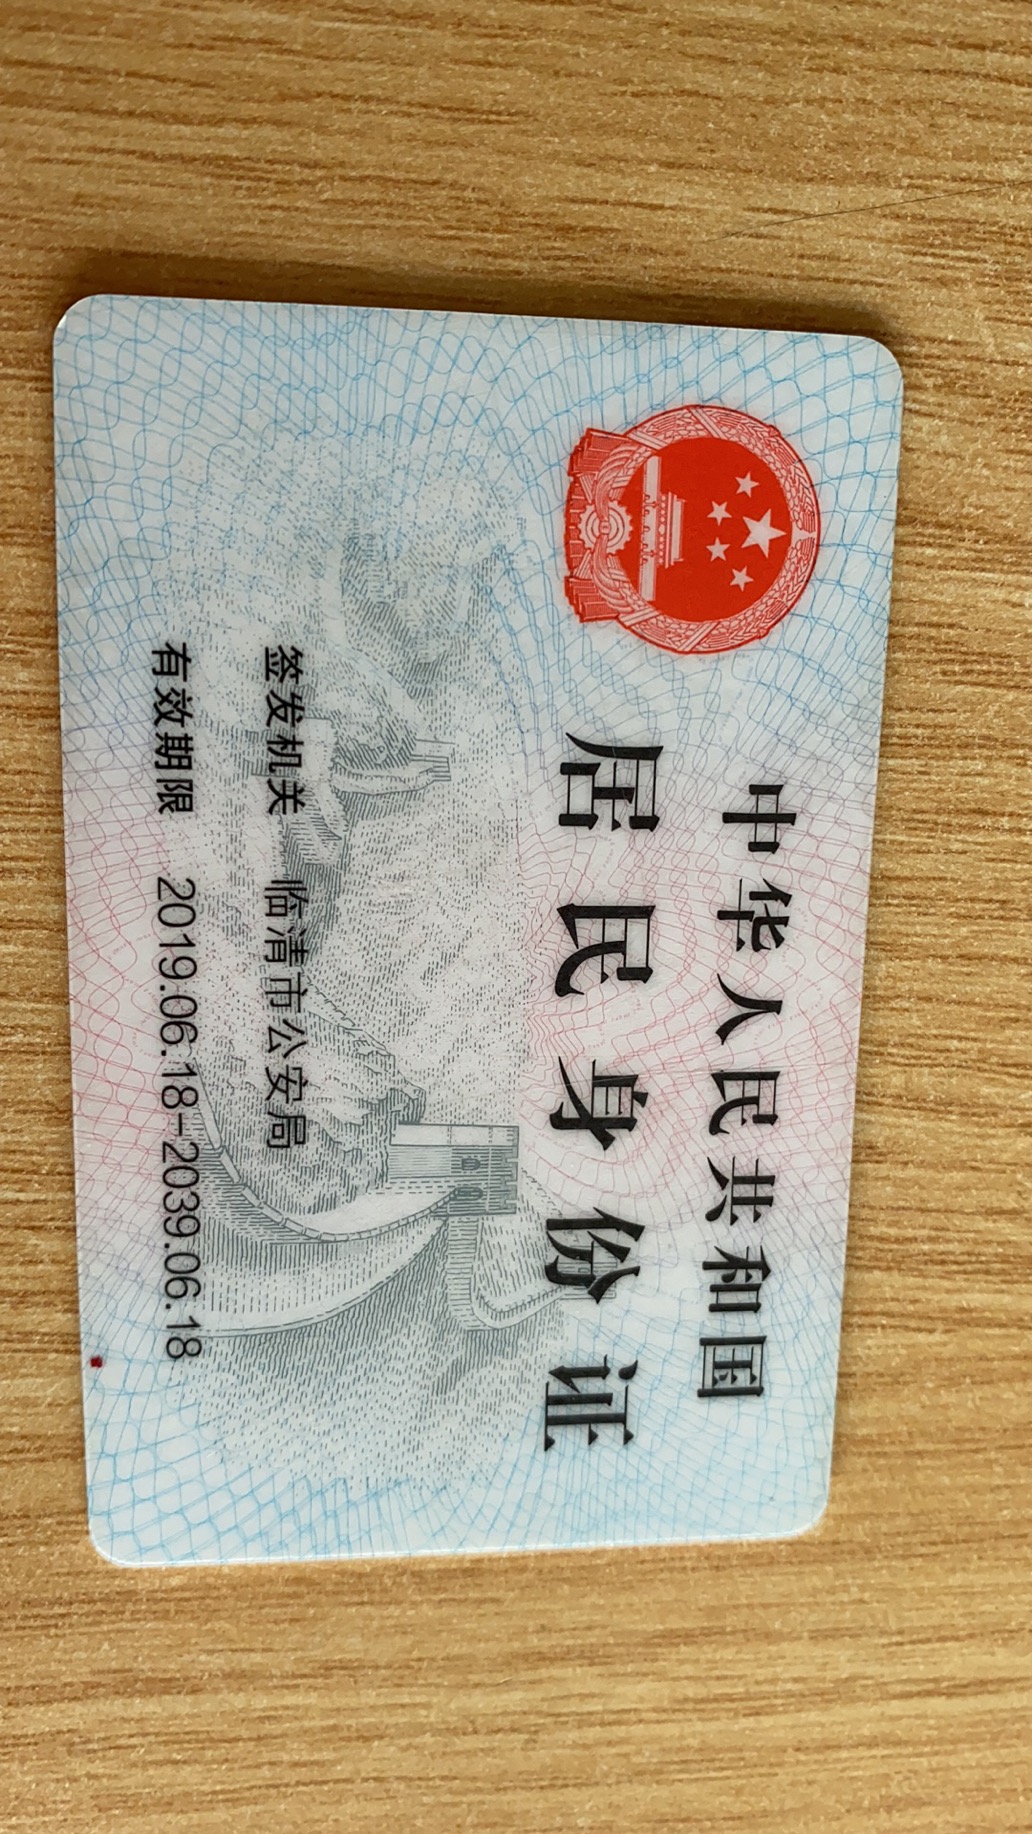 中华人民共和国
居民身份证
签发机关 临清市公安局
有效期限 2019.06.18-2039.06.18